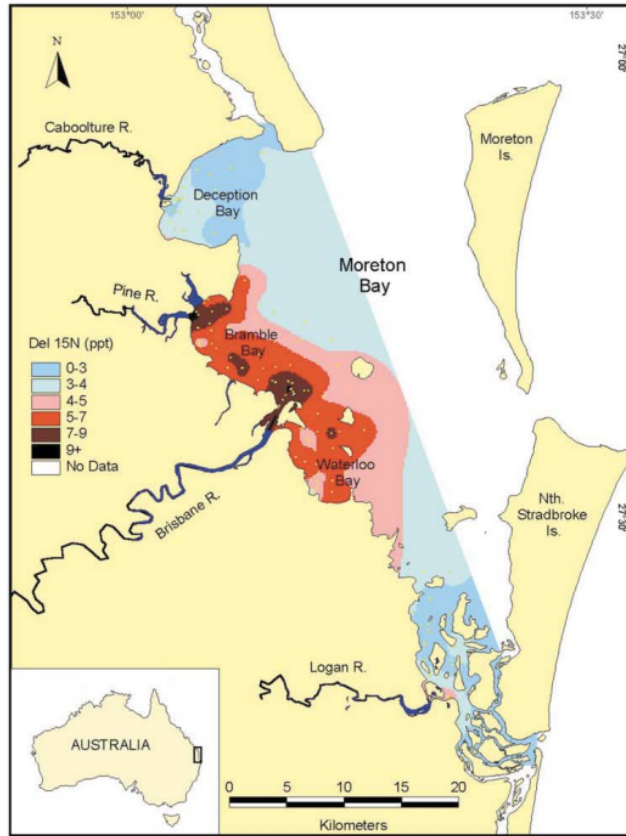 153°00'
153°30'
N
27°00'
Caboolture R.
Moreton
Is.
Deception
Bay
Moreton
Bay
Pine R.
Bramble
Bay
Del 15N (ppt)
0-3
3-4
4-5
5-7
7-9
9+
No Data
Waterloo
Bay
Brisbane R.
Nth.
Stradbroke
Is.
27°30'
Logan R.
AUSTRALIA
0 5 10 15 20
Kilometers